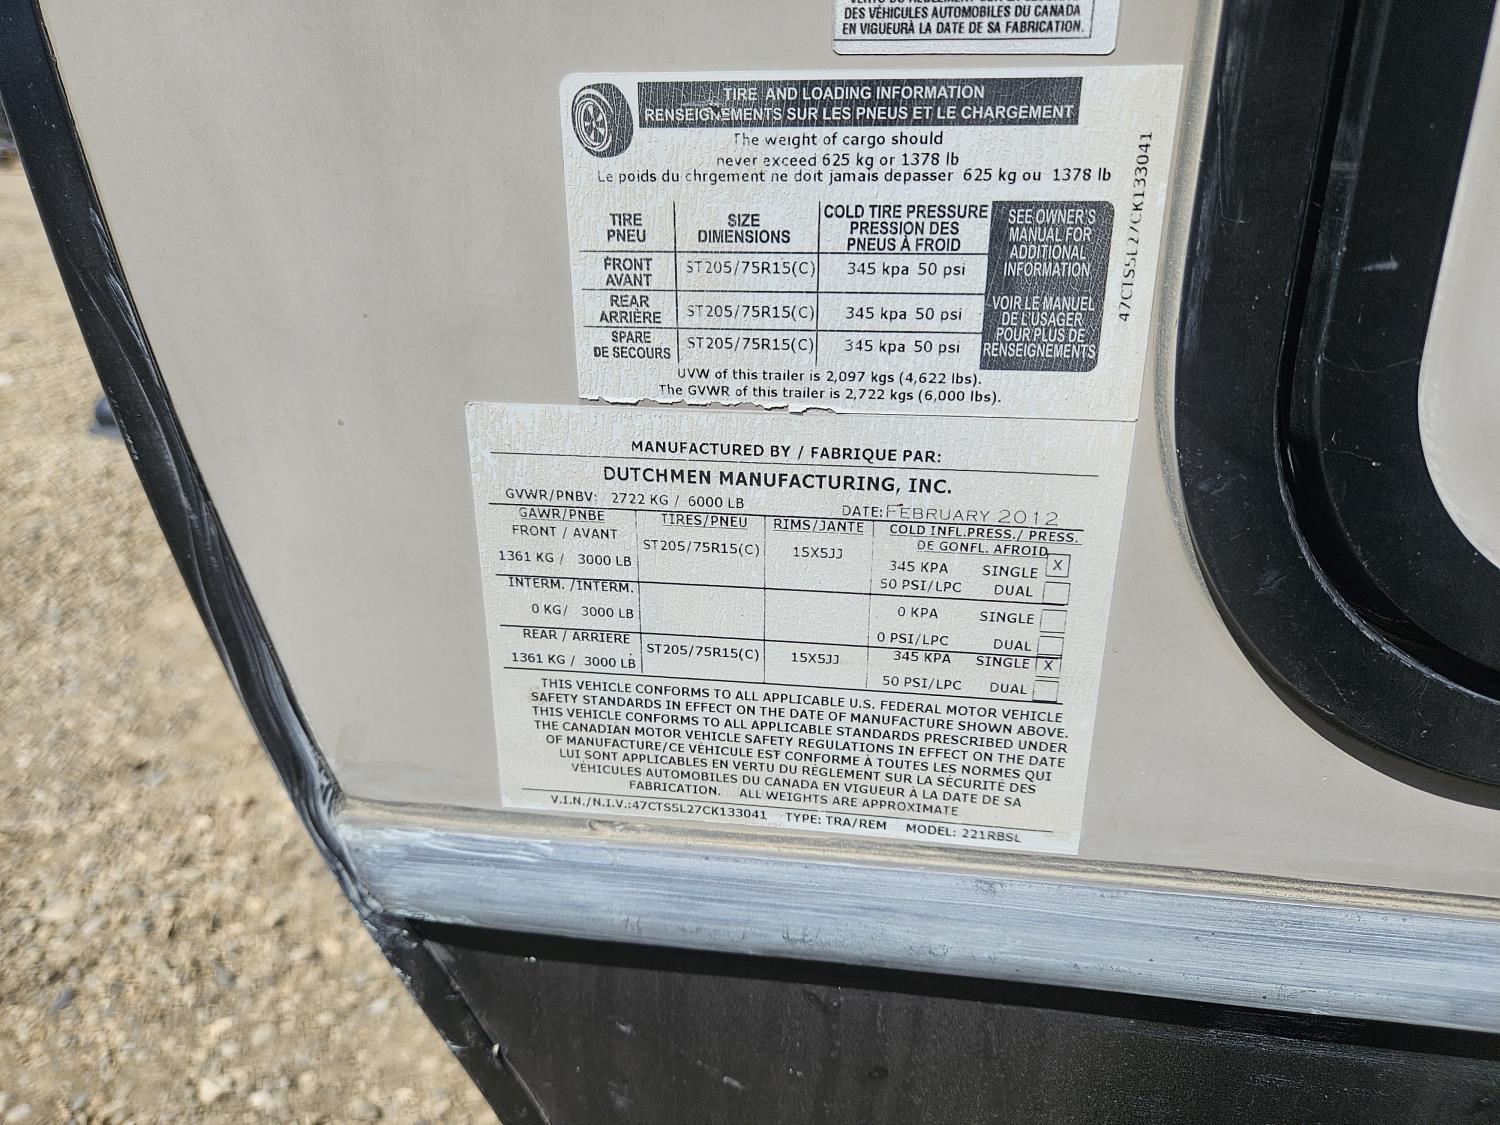 DES VÉHICULES AUTOMOBILES DU CANADA
EN VIGUEURÀ LA DATE DE SA FABRICATION.
TIRE AND LOADING INFORMATION
RENSEIGNEMENTS SUR LES PNEUS ET LE CHARGEMENT
The weight of cargo should
never exceed 625 kg or 1378 lb
Le poids du chrgement ne doit jamais depasser 625 kg ou 1378 lb
TIRE PNEU SIZE DIMENSIONS COLD TIRE PRESSURE PRESSION DES PNEUS À FROID
FRONT AVANT ST205/75R15(C) 345 kpa 50 psi
REAR ARRIÈRE ST205/75R15(C) 345 kpa 50 psi
SPARE DE SECOURS ST205/75R15(C) 345 kpa 50 psi
SEE OWNER'S
MANUAL FOR
ADDITIONAL
INFORMATION
VOIR LE MANUEL
DE L'USAGER
POUR PLUS DE
RENSEIGNEMENTS
47CTS5L27CK133041
UVW of this trailer is 2,097 kgs (4,622 lbs).
The GVWR of this trailer is 2,722 kgs (6,000 lbs).
MANUFACTURED BY / FABRIQUE PAR:
DUTCHMEN MANUFACTURING, INC.
GVWR/PNBV: 2722 KG / 6000 LB DATE: FEBRUARY 2012
GAWR/PNBE TIRES/PNEU RIMS/JANTE COLD INFL.PRESS./ PRESS.
DE GONFL. AFROID
FRONT / AVANT
1361 KG / 3000 LB ST205/75R15(C) 15X5JJ 345 KPA SINGLE X
50 PSI/LPC DUAL
INTERM. /INTERM.
0 KG/ 3000 LB 0 KPA SINGLE
0 PSI/LPC DUAL
REAR / ARRIERE
1361 KG / 3000 LB ST205/75R15(C) 15X5JJ 345 KPA SINGLE X
50 PSI/LPC DUAL
THIS VEHICLE CONFORMS TO ALL APPLICABLE U.S. FEDERAL MOTOR VEHICLE
SAFETY STANDARDS IN EFFECT ON THE DATE OF MANUFACTURE SHOWN ABOVE.
THIS VEHICLE CONFORMS TO ALL APPLICABLE STANDARDS PRESCRIBED UNDER
THE CANADIAN MOTOR VEHICLE SAFETY REGULATIONS IN EFFECT ON THE DATE
OF MANUFACTURE/CE VÉHICULE EST CONFORME À TOUTES LES NORMES QUI
LUI SONT APPLICABLES EN VERTU DU RÈGLEMENT SUR LA SÉCURITÉ DES
VÉHICULES AUTOMOBILES DU CANADA EN VIGUEUR À LA DATE DE SA
FABRICATION. ALL WEIGHTS ARE APPROXIMATE
V.I.N./N.I.V.:47CTS5L27CK133041 TYPE: TRA/REM MODEL: 221RBSL